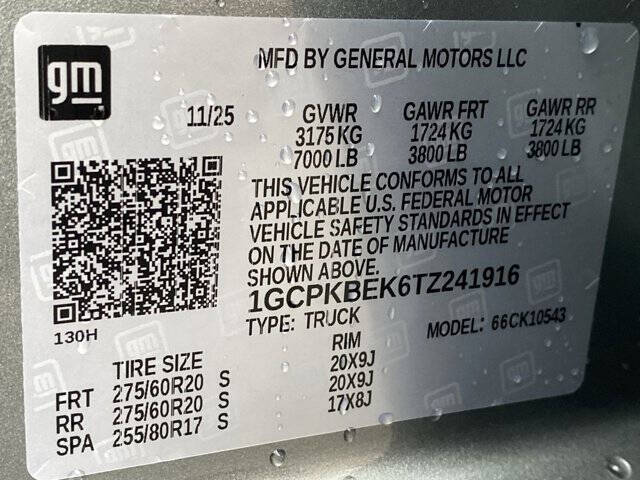 gm
MFD BY GENERAL MOTORS LLC
11/25 GVWR GAWR FRT GAWR RR
3175 KG 1724 KG 1724 KG
7000 LB 3800 LB 3800 LB
THIS VEHICLE CONFORMS TO ALL
APPLICABLE U.S. FEDERAL MOTOR
VEHICLE SAFETY STANDARDS IN EFFECT
ON THE DATE OF MANUFACTURE
SHOWN ABOVE.
1GCPKBEK6TZ241916
130H
TYPE: TRUCK MODEL: 66CK10543
TIRE SIZE RIM
FRT 275/60R20 S 20X9J
RR 275/60R20 S 20X9J
SPA 255/80R17 S 17X8J